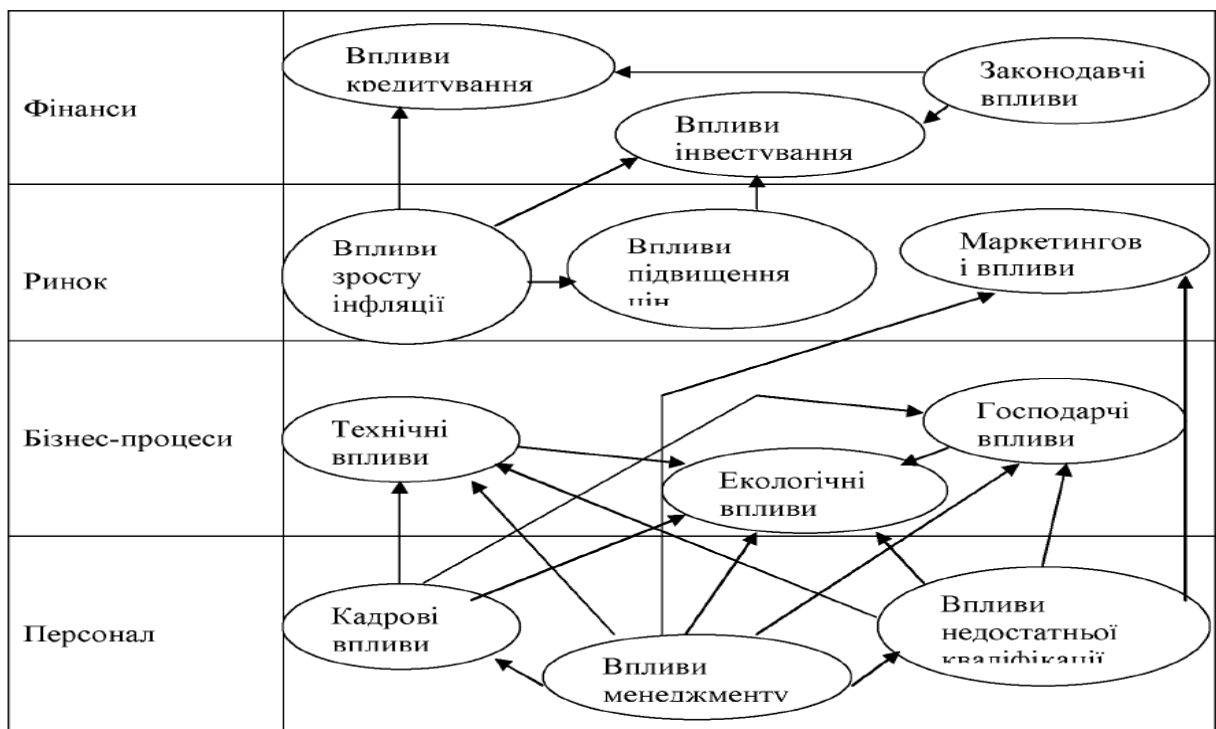 Фінанси
Впливи
кредитування
Законодавчі
впливи
Впливи
інвестування
Ринок
Впливи
зросту
інфляції
Впливи
підвищення
цін
Маркетингов
і впливи
Бізнес-процеси
Технічні
впливи
Екологічні
впливи
Господарчі
впливи
Персонал
Кадрові
впливи
Впливи
менеджменту
Впливи
недостатньої
кваліфікації